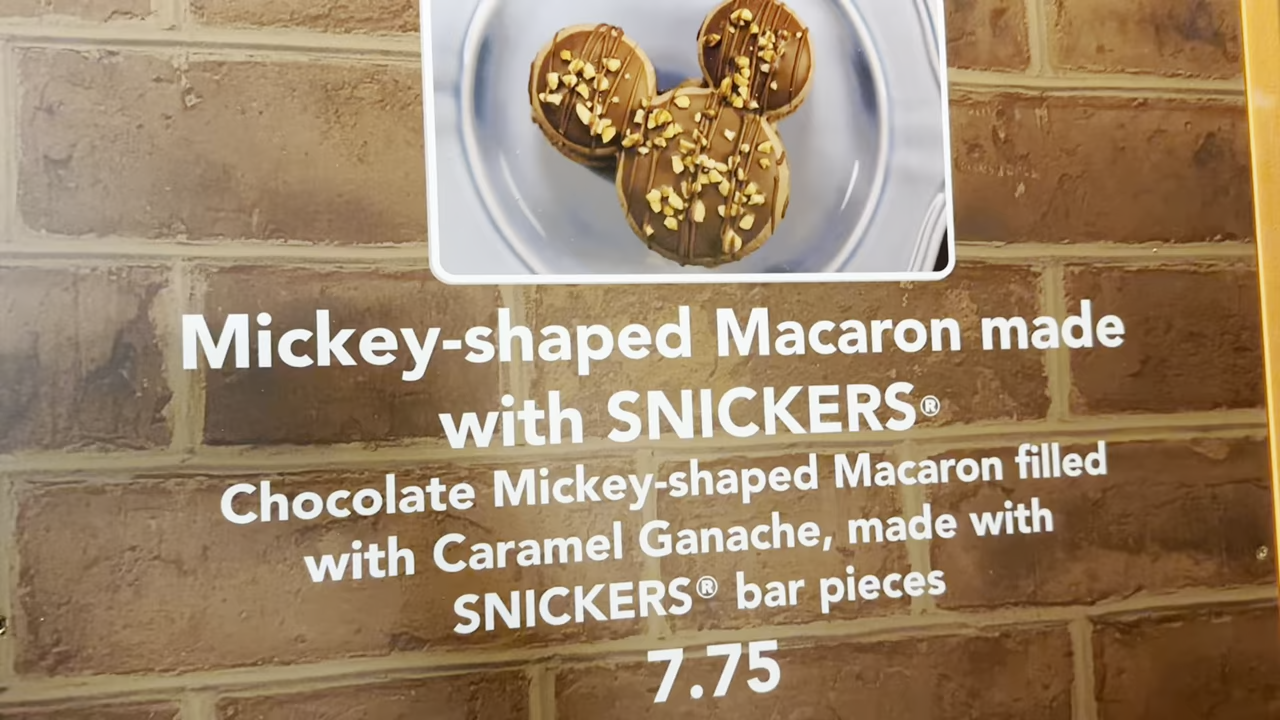 Mickey-shaped Macaron made
with SNICKERS®
Chocolate Mickey-shaped Macaron filled
with Caramel Ganache, made with
SNICKERS® bar pieces
7.75